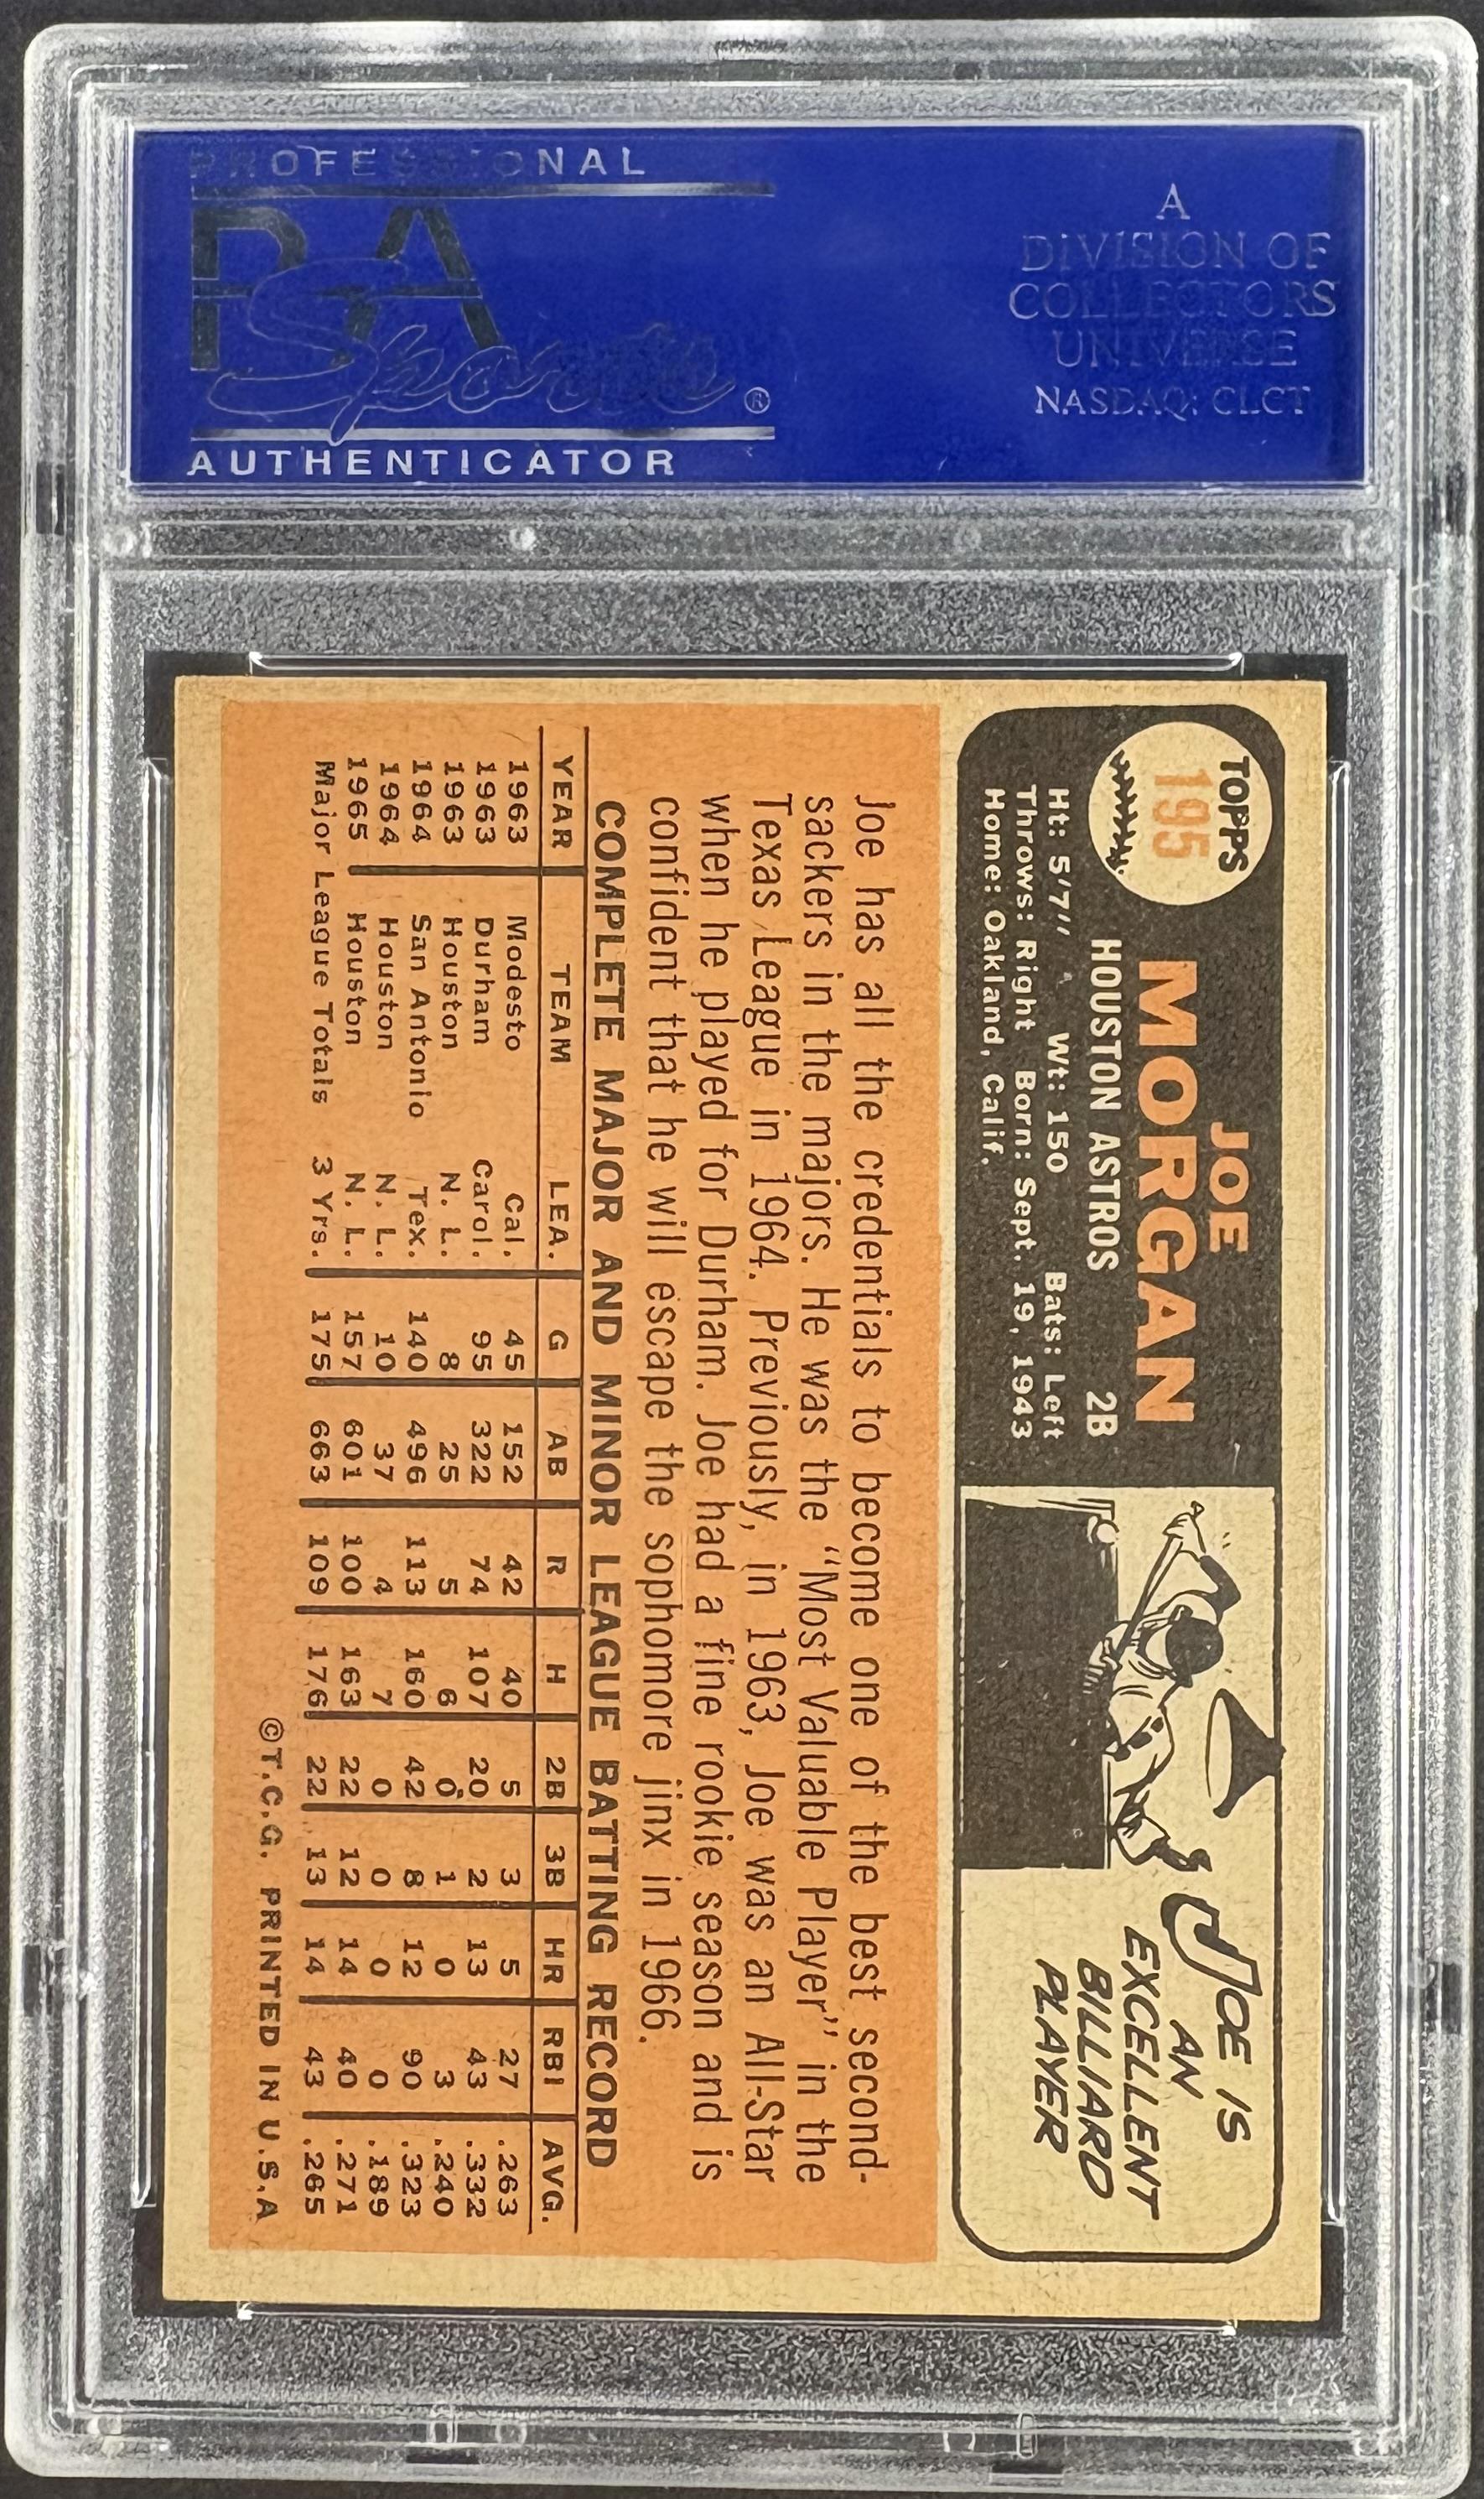 PROFESSIONAL
PSA
Sports ®
AUTHENTICATOR
A
DIVISION OF
COLLECTORS
UNIVERSE
NASDAQ: CLCT
TOPPS
195
JOE
MORGAN
HOUSTON ASTROS 2B
Ht: 5'7'' Wt: 150 Bats: Left
Throws: Right Born: Sept. 19, 1943
Home: Oakland, Calif.
JOE IS
AN
EXCELLENT
BILLIARD
PLAYER
Joe has all the credentials to become one of the best second-
sackers in the majors. He was the "Most Valuable Player" in the
Texas League in 1964. Previously, in 1963, Joe was an All-Star
when he played for Durham. Joe had a fine rookie season and is
confident that he will escape the sophomore jinx in 1966.
COMPLETE MAJOR AND MINOR LEAGUE BATTING RECORD
YEAR TEAM LEA. G AB R H 2B 3B HR RBI AVG.
1963 Modesto Cal. 45 152 42 40 5 3 5 27 .263
1963 Durham Carol. 95 322 74 107 20 2 13 43 .332
1963 Houston N. L. 8 25 5 6 0 1 0 3 .240
1964 San Antonio Tex. 140 496 113 160 42 8 12 90 .323
1964 Houston N. L. 10 37 4 7 0 0 0 0 .189
1965 Houston N. L. 157 601 100 163 22 12 14 40 .271
Major League Totals 3 Yrs. 175 663 109 176 22 13 14 43 .265
©T.C.G. PRINTED IN U.S.A